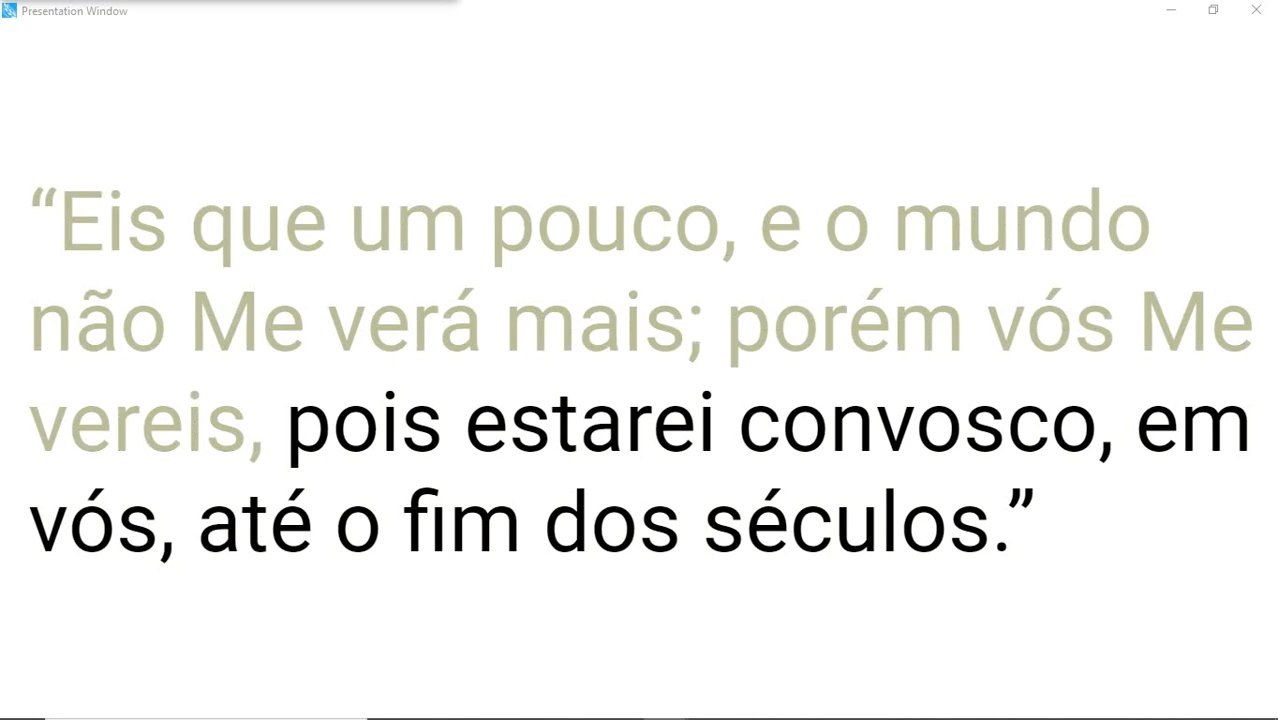 Presentation Window
“Eis que um pouco, e o mundo
não Me verá mais; porém vós Me
vereis, pois estarei convosco, em
vós, até o fim dos séculos.”